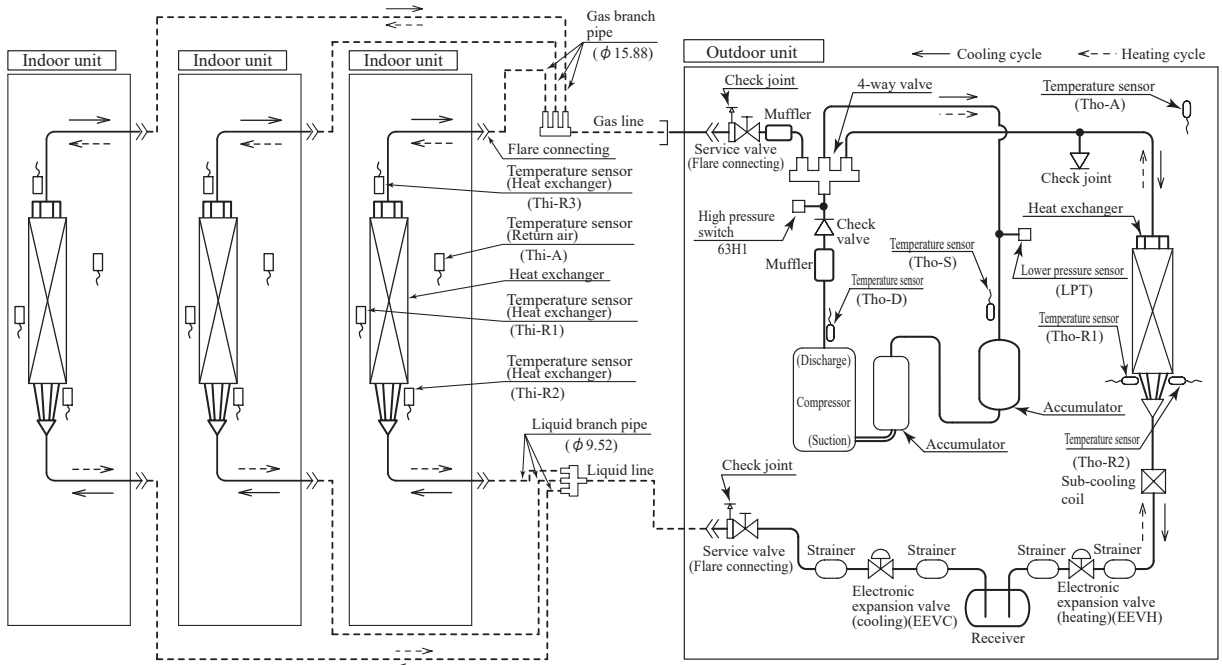 Gas branch
pipe
(ϕ 15.88)
Indoor unit
Indoor unit
Indoor unit
Outdoor unit
Cooling cycle
Heating cycle
Check joint
4-way valve
Temperature sensor
(Tho-A)
Muffler
Gas line
Service valve
(Flare connecting)
Flare connecting
Check joint
Temperature sensor
(Heat exchanger)
(Thi-R3)
Temperature sensor
(Return air)
(Thi-A)
Heat exchanger
Temperature sensor
(Heat exchanger)
(Thi-R1)
Temperature sensor
(Heat exchanger)
(Thi-R2)
High pressure
switch
63H1
Check
valve
Muffler
Temperature sensor
(Tho-D)
Temperature sensor
(Tho-S)
Heat exchanger
Lower pressure sensor
(LPT)
Temperature sensor
(Tho-R1)
(Discharge)
Compressor
(Suction)
Accumulator
Accumulator
Temperature sensor
(Tho-R2)
Sub-cooling
coil
Liquid branch pipe
(ϕ 9.52)
Liquid line
Check joint
Service valve
(Flare connecting)
Strainer
Strainer
Strainer
Strainer
Electronic
expansion valve
(cooling)(EEVC)
Receiver
Electronic
expansion valve
(heating)(EEVH)